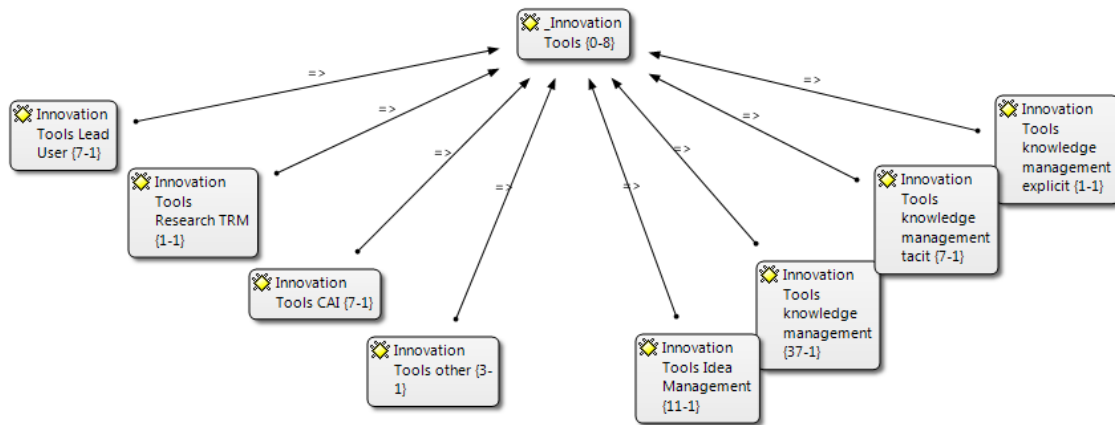 _Innovation
Tools {0-8}
=>
=>
=>
=>
=>
=>
=>
=>
Innovation
Tools Lead
User {7-1}
Innovation
Tools
Research TRM
{1-1}
Innovation
Tools CAI {7-1}
Innovation
Tools other {3-
1}
Innovation
Tools Idea
Management
{11-1}
Innovation
Tools
knowledge
management
{37-1}
Innovation
Tools
knowledge
management
tacit {7-1}
Innovation
Tools
knowledge
management
explicit {1-1}